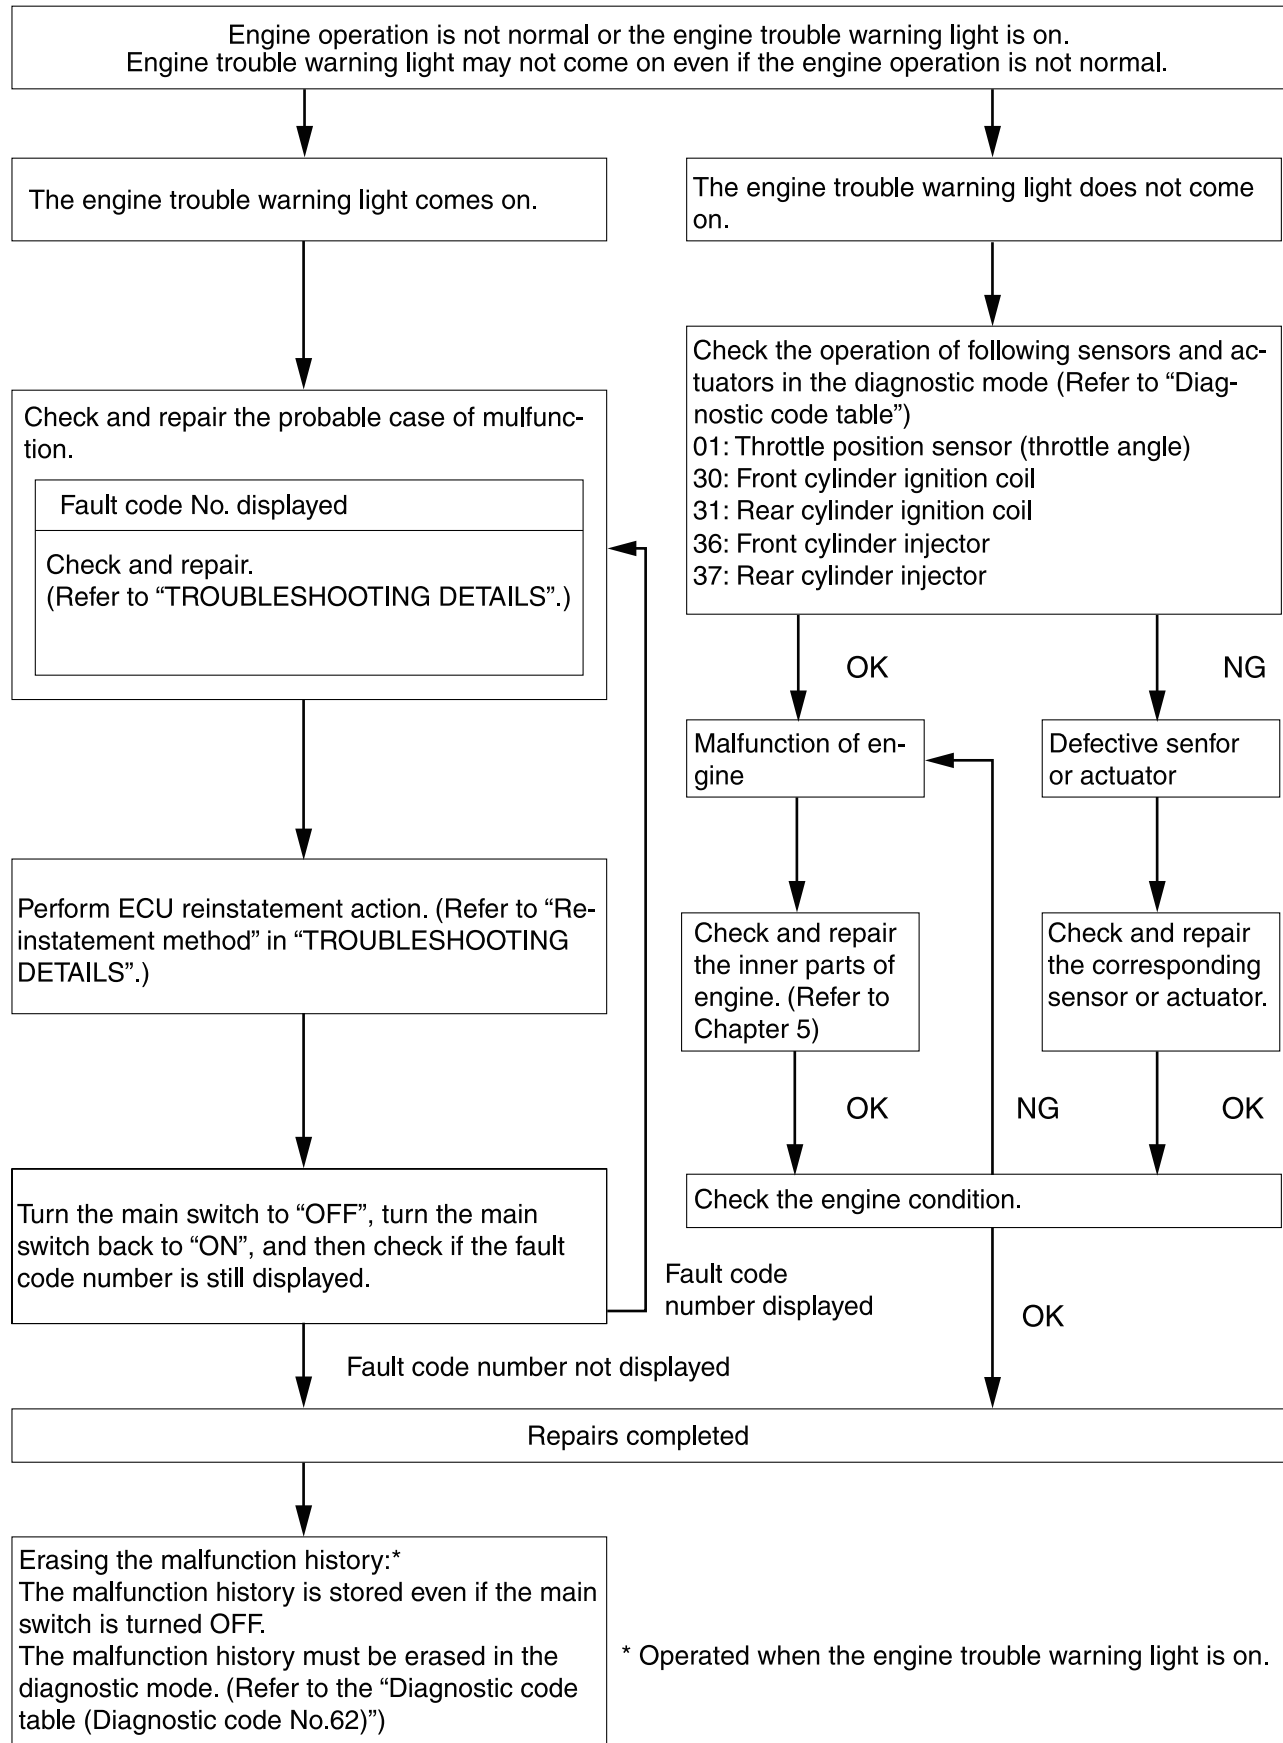 Engine operation is not normal or the engine trouble warning light is on.
Engine trouble warning light may not come on even if the engine operation is not normal.
The engine trouble warning light comes on.
The engine trouble warning light does not come
on.
Check and repair the probable case of mulfunc-
tion.
Fault code No. displayed
Check and repair.
(Refer to “TROUBLESHOOTING DETAILS”.)
Check the operation of following sensors and ac-
tuators in the diagnostic mode (Refer to “Diag-
nostic code table”)
01: Throttle position sensor (throttle angle)
30: Front cylinder ignition coil
31: Rear cylinder ignition coil
36: Front cylinder injector
37: Rear cylinder injector
OK
NG
Malfunction of en-
gine
Defective senfor
or actuator
Perform ECU reinstatement action. (Refer to “Re-
instatement method” in “TROUBLESHOOTING
DETAILS”.)
Check and repair
the inner parts of
engine. (Refer to
Chapter 5)
Check and repair
the corresponding
sensor or actuator.
OK
NG
OK
Turn the main switch to “OFF”, turn the main
switch back to “ON”, and then check if the fault
code number is still displayed.
Check the engine condition.
Fault code
number displayed
OK
Fault code number not displayed
Repairs completed
Erasing the malfunction history:*
The malfunction history is stored even if the main
switch is turned OFF.
The malfunction history must be erased in the
diagnostic mode. (Refer to the “Diagnostic code
table (Diagnostic code No.62)”)
* Operated when the engine trouble warning light is on.